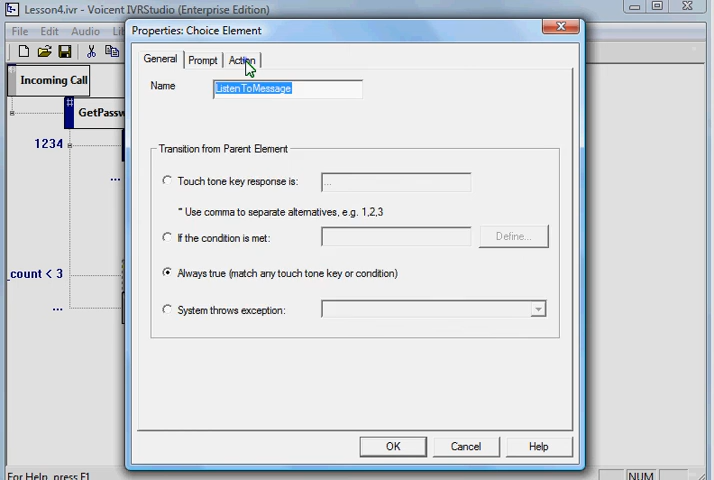 Lesson4.ivr - Voicent IVRStudio (Enterprise Edition)
File Edit Audio
Incoming Call
GetPassw
1234
...
_count < 3
...
Properties: Choice Element
General Prompt Action
Name ListenToMessage
Transition from Parent Element
Touch tone key response is: ...
* Use comma to separate alternatives, e.g. 1,2,3
If the condition is met: Define...
Always true (match any touch tone key or condition)
System throws exception:
OK Cancel Help
For Help, press F1 NUM